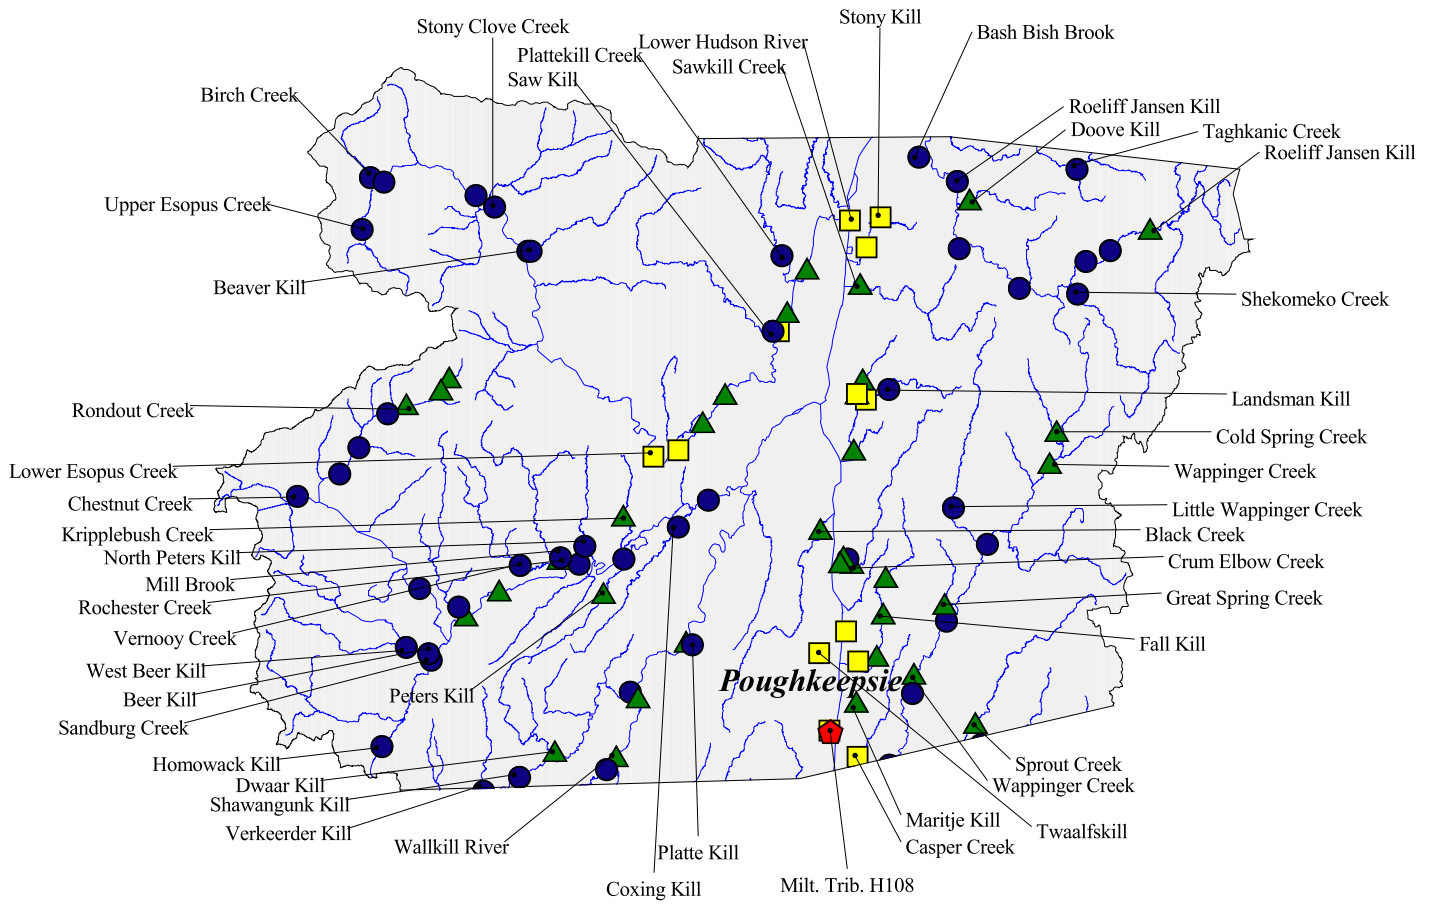 Stony Kill
Stony Clove Creek
Bash Bish Brook
Lower Hudson River
Plattekill Creek
Sawkill Creek
Saw Kill
Birch Creek
Roeliff Jansen Kill
Doove Kill
Taghkanic Creek
Roeliff Jansen Kill
Upper Esopus Creek
Beaver Kill
Shekomeko Creek
Landsman Kill
Rondout Creek
Cold Spring Creek
Lower Esopus Creek
Wappinger Creek
Chestnut Creek
Little Wappinger Creek
Kripplebush Creek
Black Creek
North Peters Kill
Crum Elbow Creek
Mill Brook
Rochester Creek
Great Spring Creek
Vernooy Creek
Fall Kill
West Beer Kill
Poughkeepsie
Beer Kill
Peters Kill
Sandburg Creek
Homowack Kill
Sprout Creek
Dwaar Kill
Wappinger Creek
Shawangunk Kill
Maritje Kill
Verkeerder Kill
Twaalfskill
Wallkill River
Casper Creek
Platte Kill
Milt. Trib. H108
Coxing Kill